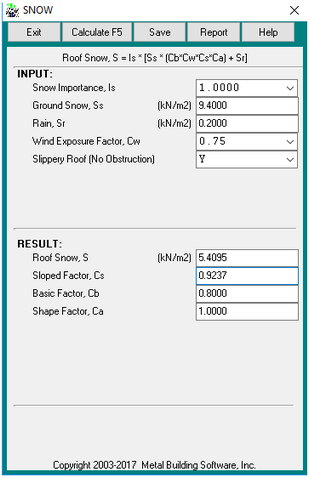 SNOW
Exit Calculate F5 Save Report Help
Roof Snow, S = Is * [Ss * (Cb*Cw*Cs*Ca) + Sr]
INPUT:
Snow Importance, Is 1.0000
Ground Snow, Ss (kN/m2) 9.4000
Rain, Sr (kN/m2) 0.2000
Wind Exposure Factor, Cw 0.75
Slippery Roof (No Obstruction) Y
RESULT:
Roof Snow, S (kN/m2) 5.4095
Sloped Factor, Cs 0.9237
Basic Factor, Cb 0.8000
Shape Factor, Ca 1.0000
Copyright 2003-2017 Metal Building Software, Inc.